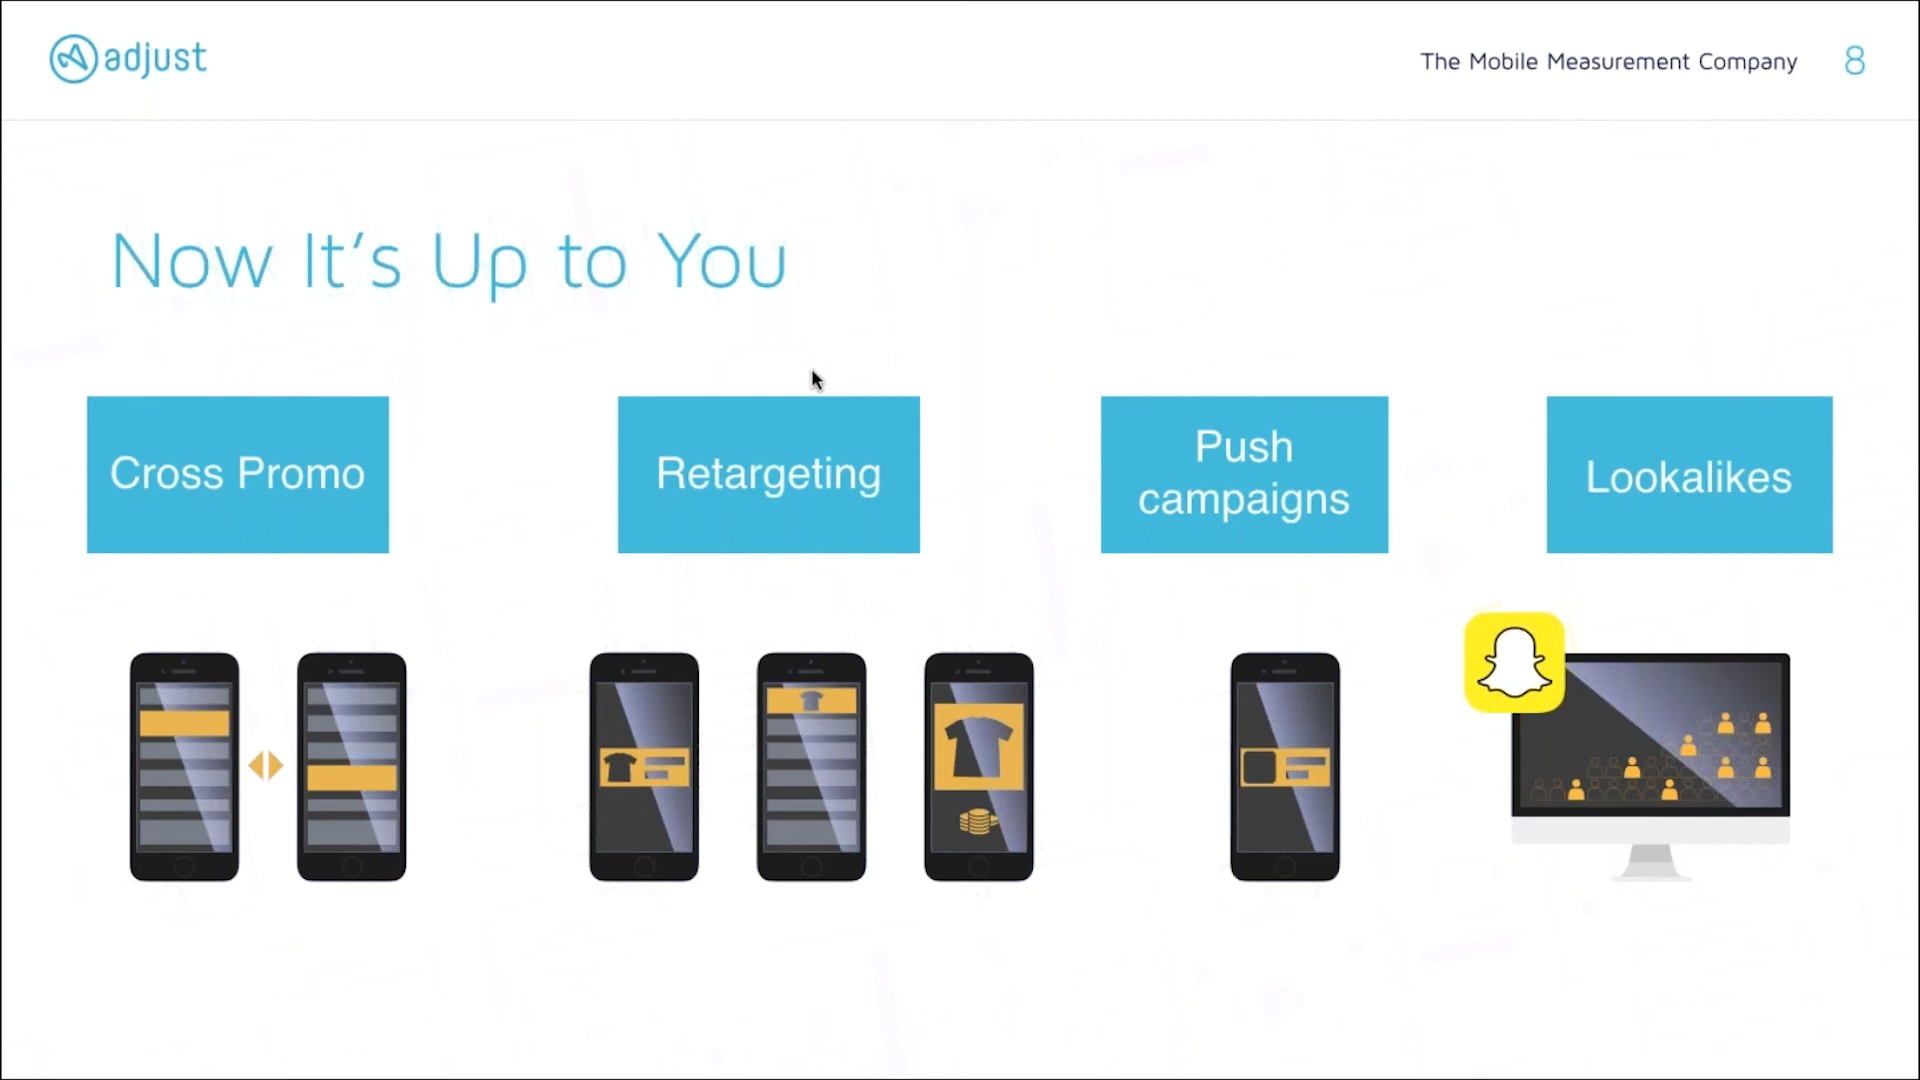 adjust
The Mobile Measurement Company 8
Now It's Up to You
Cross Promo
Retargeting
Push
campaigns
Lookalikes